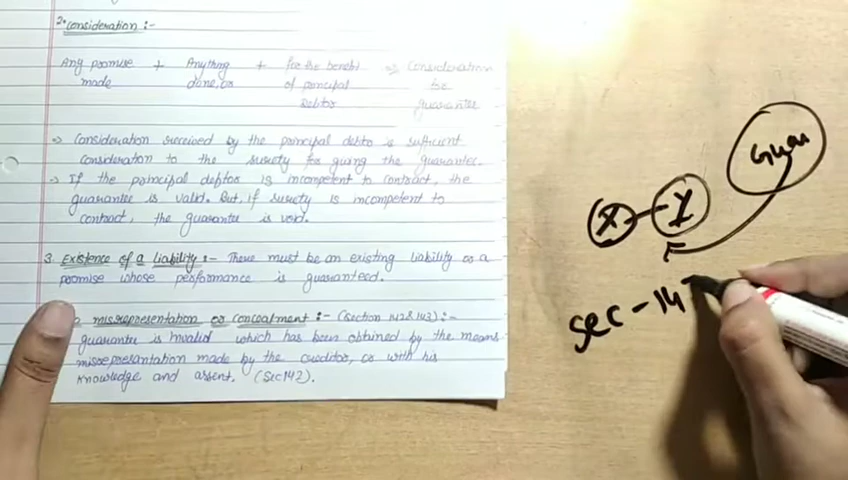 2. Consideration :-
Any promise + Anything + for the benefit => Consideration
made done, or of principal for
Debtor guarantee
=> Consideration received by the principal debtor is sufficient
consideration to the surety for giving the guarantee.
=> If the principal debtor is incompetent to contract, the
guarantee is valid. But, if surety is incompetent to
contract, the guarantee is void.
3. Existence of a liability :- There must be an existing liability or a
promise whose performance is guaranteed.
misrepresentation or concealment :- (section 142 & 143) :-
guarantee is invalid which has been obtained by the means
misrepresantation made by the creditor, or with his
knowledge and assent. (Sec 142).
Guar
X - Y
Sec - 14